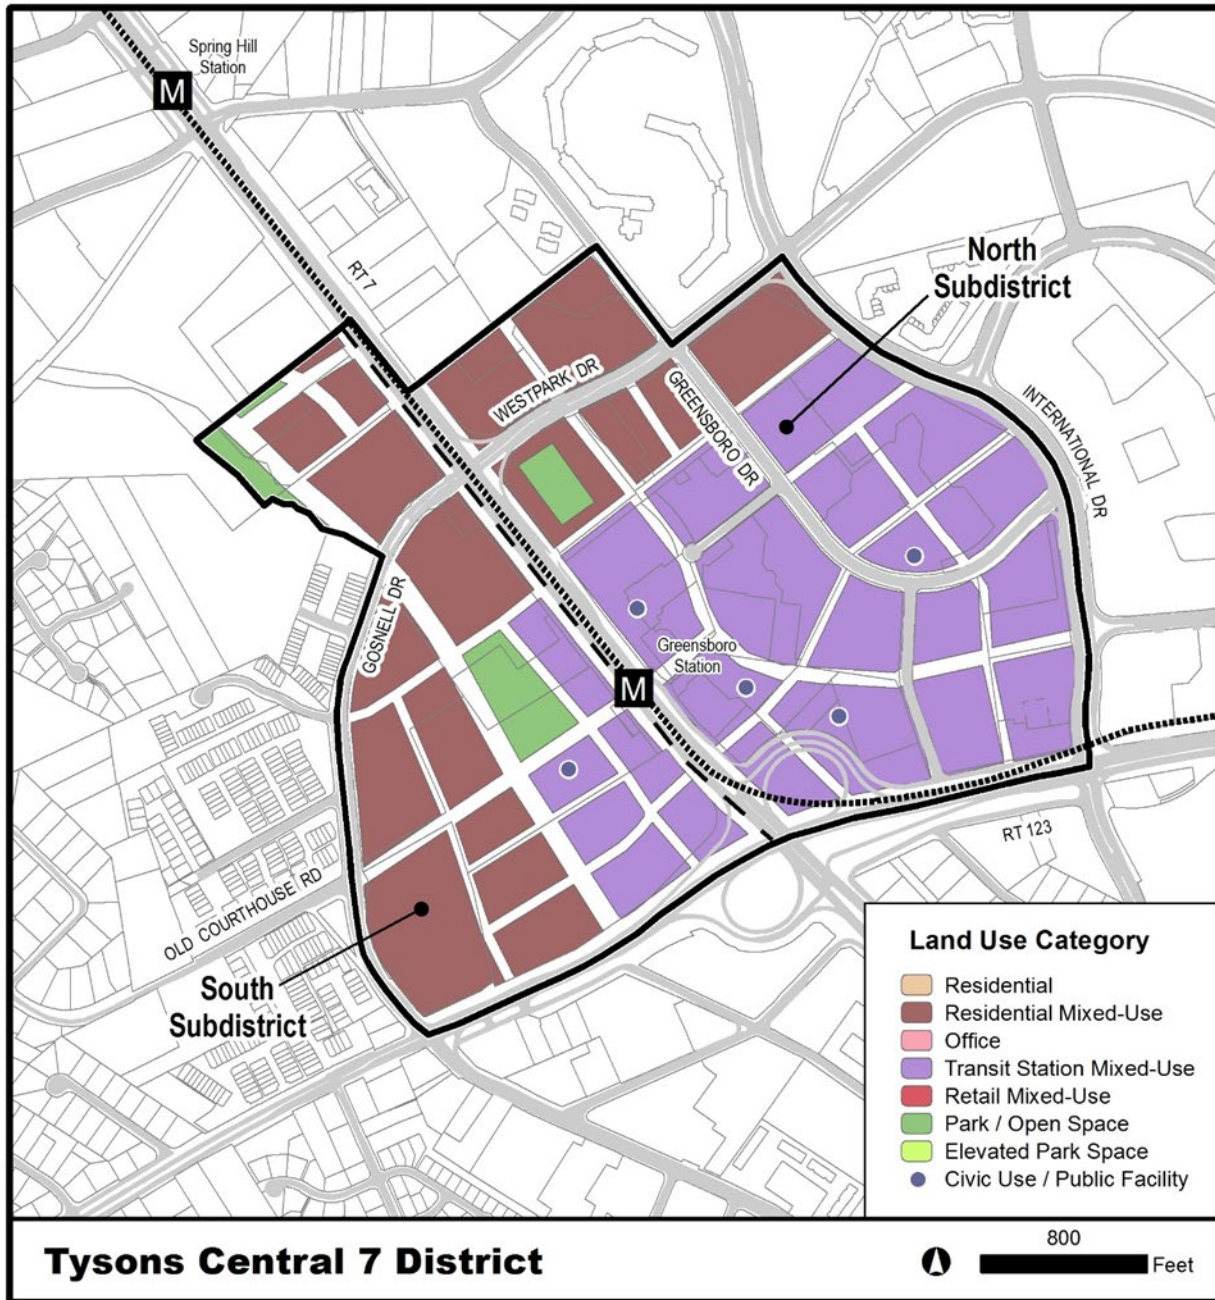 Spring Hill
Station
M
RT 7
North
Subdistrict
WESTPARK DR
GREENSBORO DR
INTERNATIONAL DR
GOSNELL DR
Greensboro
Station
M
RT 123
OLD COURTHOUSE RD
South
Subdistrict
Land Use Category
Residential
Residential Mixed-Use
Office
Transit Station Mixed-Use
Retail Mixed-Use
Park / Open Space
Elevated Park Space
Civic Use / Public Facility
Tysons Central 7 District
800
Feet